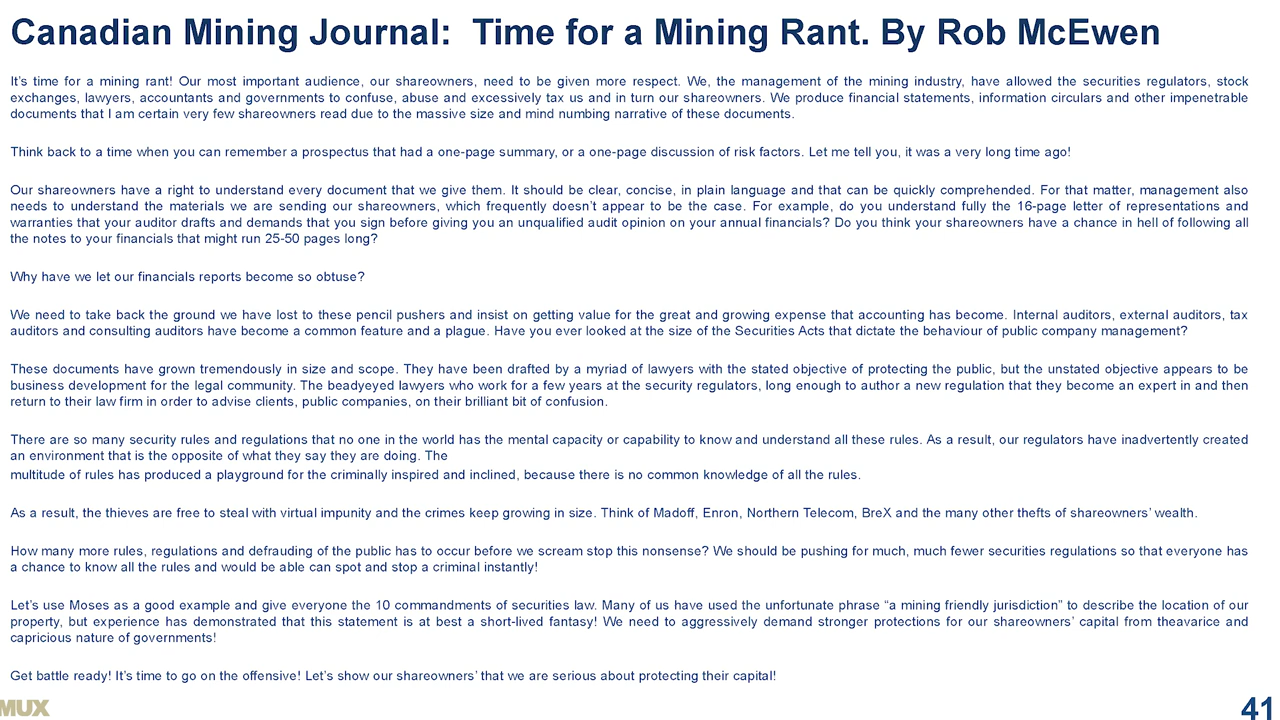 Canadian Mining Journal:  Time for a Mining Rant. By Rob McEwen
It's time for a mining rant! Our most important audience, our shareowners, need to be given more respect. We, the management of the mining industry, have allowed the securities regulators, stock
exchanges, lawyers, accountants and governments to confuse, abuse and excessively tax us and in turn our shareowners. We produce financial statements, information circulars and other impenetrable
documents that I am certain very few shareowners read due to the massive size and mind numbing narrative of these documents.
Think back to a time when you can remember a prospectus that had a one-page summary, or a one-page discussion of risk factors. Let me tell you, it was a very long time ago!
Our shareowners have a right to understand every document that we give them. It should be clear, concise, in plain language and that can be quickly comprehended. For that matter, management also
needs to understand the materials we are sending our shareowners, which frequently doesn't appear to be the case. For example, do you understand fully the 16-page letter of representations and
warranties that your auditor drafts and demands that you sign before giving you an unqualified audit opinion on your annual financials? Do you think your shareowners have a chance in hell of following all
the notes to your financials that might run 25-50 pages long?
Why have we let our financials reports become so obtuse?
We need to take back the ground we have lost to these pencil pushers and insist on getting value for the great and growing expense that accounting has become. Internal auditors, external auditors, tax
auditors and consulting auditors have become a common feature and a plague. Have you ever looked at the size of the Securities Acts that dictate the behaviour of public company management?
These documents have grown tremendously in size and scope. They have been drafted by a myriad of lawyers with the stated objective of protecting the public, but the unstated objective appears to be
business development for the legal community. The beadyeyed lawyers who work for a few years at the security regulators, long enough to author a new regulation that they become an expert in and then
return to their law firm in order to advise clients, public companies, on their brilliant bit of confusion.
There are so many security rules and regulations that no one in the world has the mental capacity or capability to know and understand all these rules. As a result, our regulators have inadvertently created
an environment that is the opposite of what they say they are doing. The
multitude of rules has produced a playground for the criminally inspired and inclined, because there is no common knowledge of all the rules.
As a result, the thieves are free to steal with virtual impunity and the crimes keep growing in size. Think of Madoff, Enron, Northern Telecom, BreX and the many other thefts of shareowners' wealth.
How many more rules, regulations and defrauding of the public has to occur before we scream stop this nonsense? We should be pushing for much, much fewer securities regulations so that everyone has
a chance to know all the rules and would be able can spot and stop a criminal instantly!
Let's use Moses as a good example and give everyone the 10 commandments of securities law. Many of us have used the unfortunate phrase “a mining friendly jurisdiction” to describe the location of our
property, but experience has demonstrated that this statement is at best a short-lived fantasy! We need to aggressively demand stronger protections for our shareowners' capital from theavarice and
capricious nature of governments!
Get battle ready! It's time to go on the offensive! Let's show our shareowners' that we are serious about protecting their capital!
MUX
41